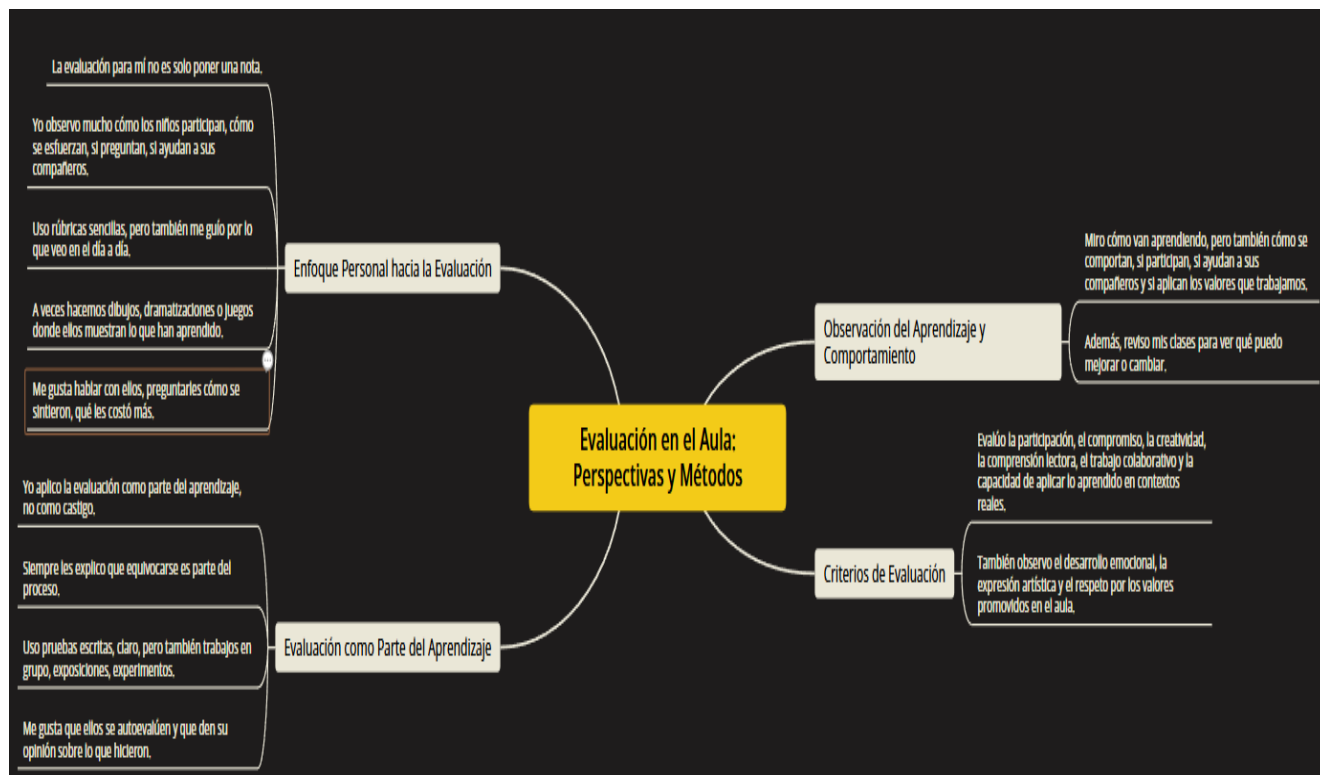 La evaluación para mí no es solo poner una nota.
Yo observo mucho cómo los niños participan, cómo
se esfuerzan, si preguntan, si ayudan a sus
compañeros.
Uso rúbricas sencillas, pero también me guío por lo
que veo en el día a día.
A veces hacemos dibujos, dramatizaciones o juegos
donde ellos muestran lo que han aprendido.
Me gusta hablar con ellos, preguntarles cómo se
sintieron, qué les costó más.
Enfoque Personal hacia la Evaluación
Yo aplico la evaluación como parte del aprendizaje,
no como castigo.
Siempre les explico que equivocarse es parte del
proceso.
Uso pruebas escritas, claro, pero también trabajos en
grupo, exposiciones, experimentos.
Me gusta que ellos se autoevalúen y que den su
opinión sobre lo que hicieron.
Evaluación como Parte del Aprendizaje
Evaluación en el Aula:
Perspectivas y Métodos
Observación del Aprendizaje y
Comportamiento
Miro cómo van aprendiendo, pero también cómo se
comportan, si participan, si ayudan a sus
compañeros y si aplican los valores que trabajamos.
Además, reviso mis clases para ver qué puedo
mejorar o cambiar.
Criterios de Evaluación
Evalúo la participación, el compromiso, la creatividad,
la comprensión lectora, el trabajo colaborativo y la
capacidad de aplicar lo aprendido en contextos
reales.
También observo el desarrollo emocional, la
expresión artística y el respeto por los valores
promovidos en el aula.